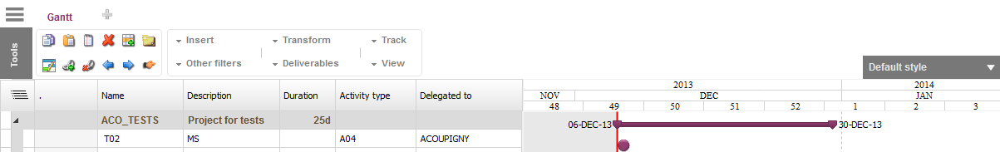 Gantt
Tools
Insert Transform Track
Other filters Deliverables View
Default style
. Name Description Duration Activity type Delegated to
2013 2014
NOV DEC JAN
48 49 50 51 52 1 2 3
ACO_TESTS Project for tests 25d 06-DEC-13 30-DEC-13
T02 MS A04 ACOUPIGNY